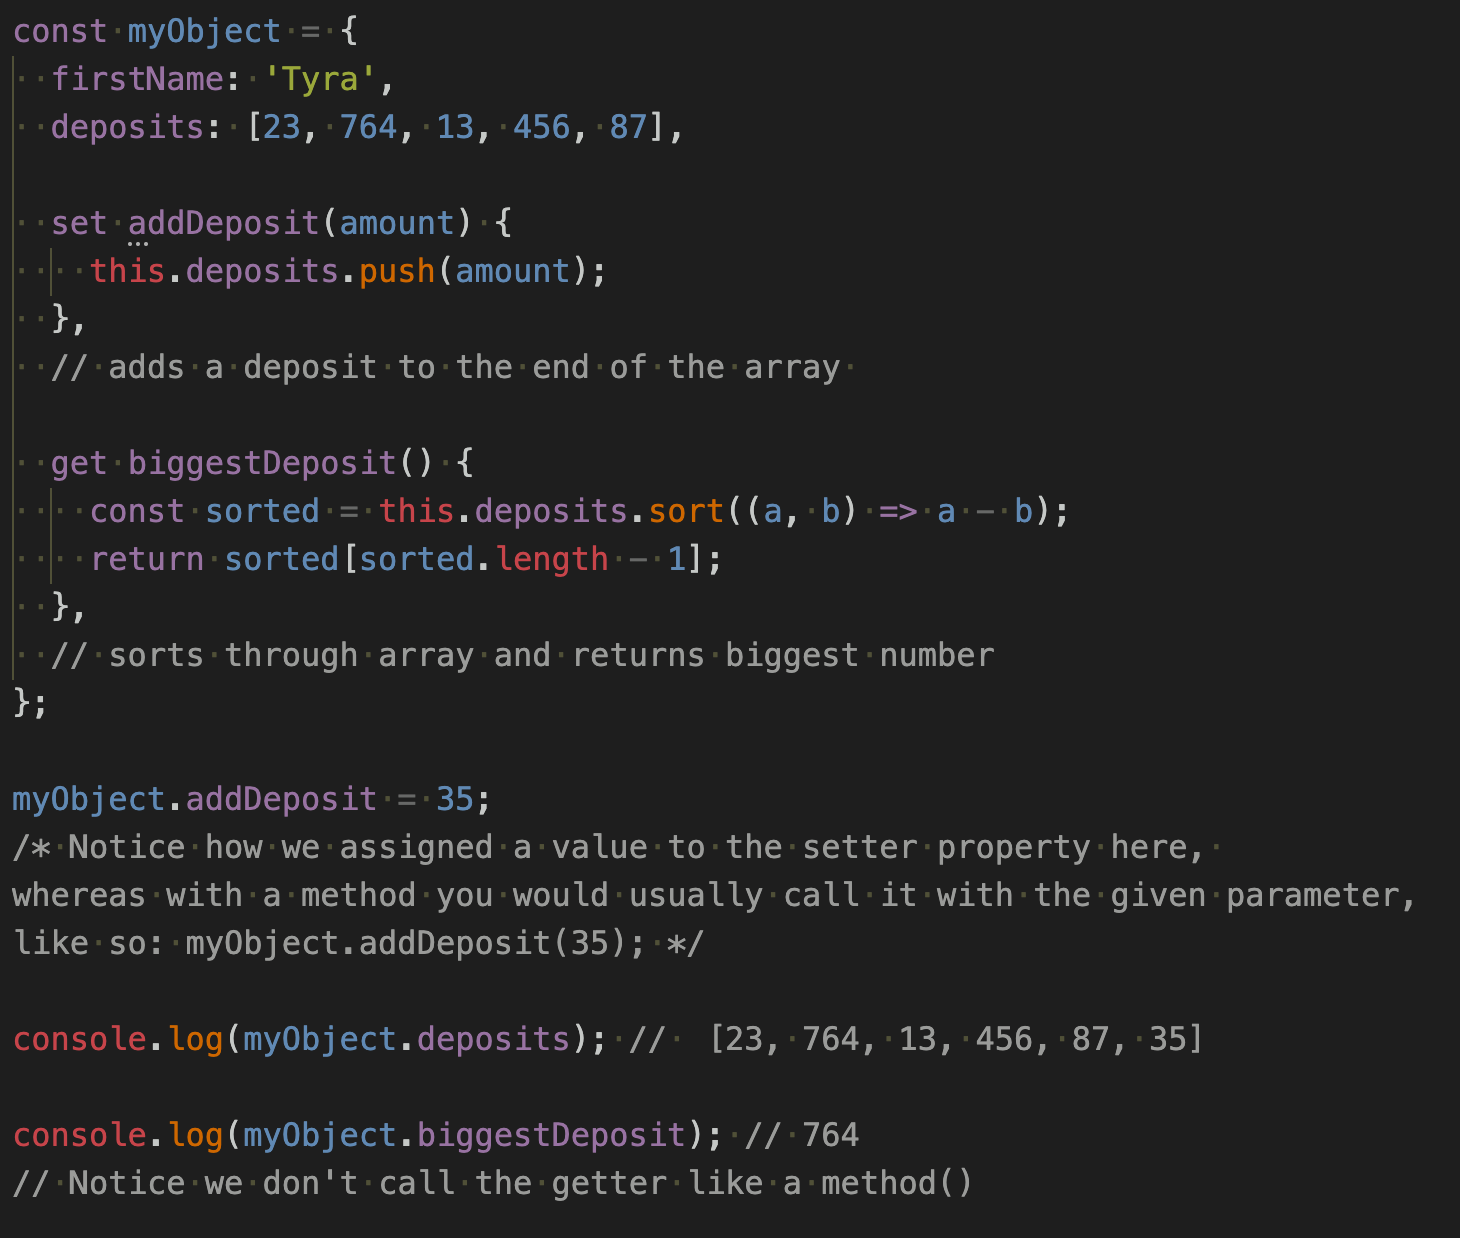 const myObject = {
  firstName: 'Tyra',
  deposits: [23, 764, 13, 456, 87],
  set addDeposit(amount) {
    this.deposits.push(amount);
  },
  // adds a deposit to the end of the array
  get biggestDeposit() {
    const sorted = this.deposits.sort((a, b) => a - b);
    return sorted[sorted.length - 1];
  },
  // sorts through array and returns biggest number
};
myObject.addDeposit = 35;
/* Notice how we assigned a value to the setter property here,
whereas with a method you would usually call it with the given parameter,
like so: myObject.addDeposit(35); */
console.log(myObject.deposits); //  [23, 764, 13, 456, 87, 35]
console.log(myObject.biggestDeposit); // 764
// Notice we don't call the getter like a method()